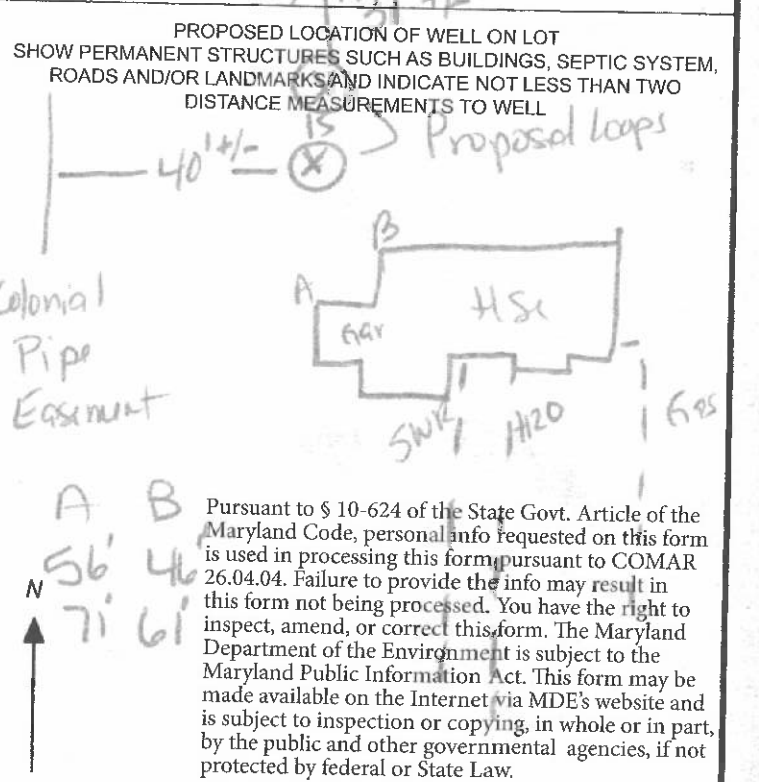 PROPOSED LOCATION OF WELL ON LOT
SHOW PERMANENT STRUCTURES SUCH AS BUILDINGS, SEPTIC SYSTEM,
ROADS AND/OR LANDMARKS AND INDICATE NOT LESS THAN TWO
DISTANCE MEASUREMENTS TO WELL
15
Proposed Loops
40'+/-
X
B
A
Gar
HSe
Colonial
Pipe
Easement
SWR
H20
Gas
A B
56' 46'
71' 61'
N
Pursuant to § 10-624 of the State Govt. Article of the
Maryland Code, personal info requested on this form
is used in processing this form pursuant to COMAR
26.04.04. Failure to provide the info may result in
this form not being processed. You have the right to
inspect, amend, or correct this form. The Maryland
Department of the Environment is subject to the
Maryland Public Information Act. This form may be
made available on the Internet via MDE's website and
is subject to inspection or copying, in whole or in part,
by the public and other governmental agencies, if not
protected by federal or State Law.